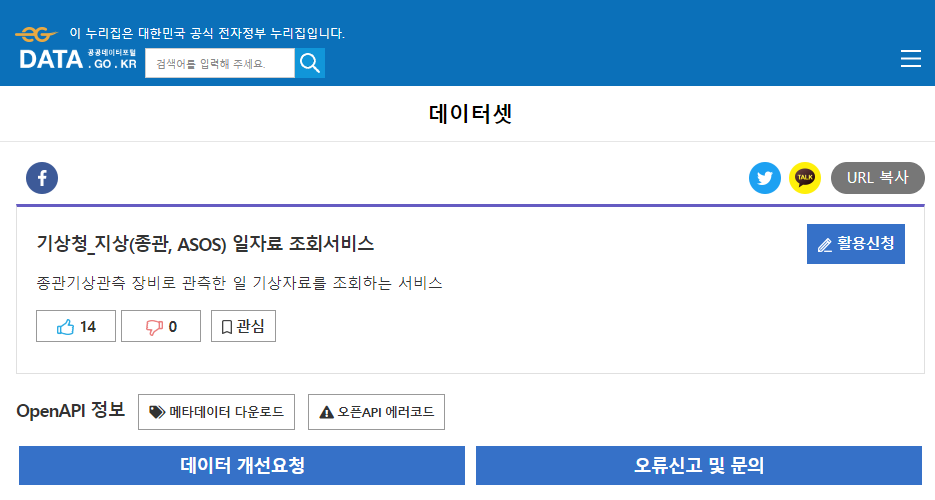 이 누리집은 대한민국 공식 전자정부 누리집입니다.
DATA 공공데이터포털 .GO.KR
검색어를 입력해 주세요.
데이터셋
f
TALK
URL 복사
기상청_지상(종관, ASOS) 일자료 조회서비스
활용신청
종관기상관측 장비로 관측한 일 기상자료를 조회하는 서비스
14 0 관심
OpenAPI 정보 메타데이터 다운로드 오픈API 에러코드
데이터 개선요청 오류신고 및 문의